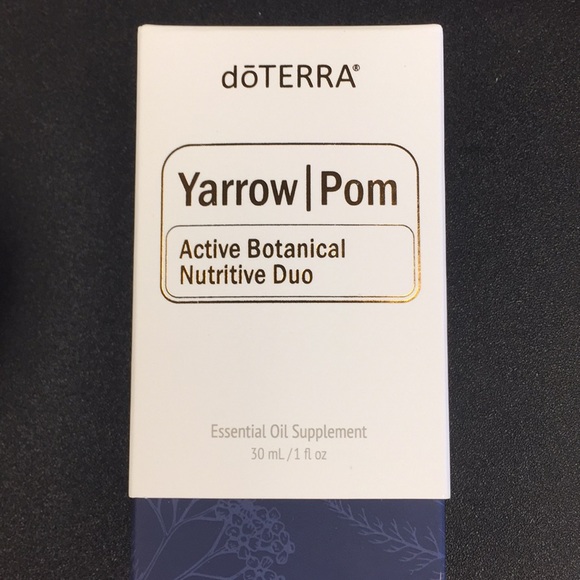 dōTERRA®
Yarrow|Pom
Active Botanical
Nutritive Duo
Essential Oil Supplement
30 mL/1 fl oz